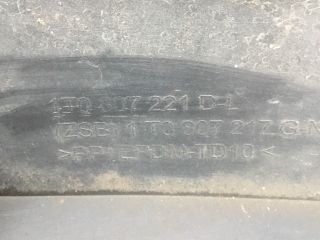 1T0 807 221 D-L
(ZSB) 1T0 807 217 G-N
>PP+EPDM-TD10<